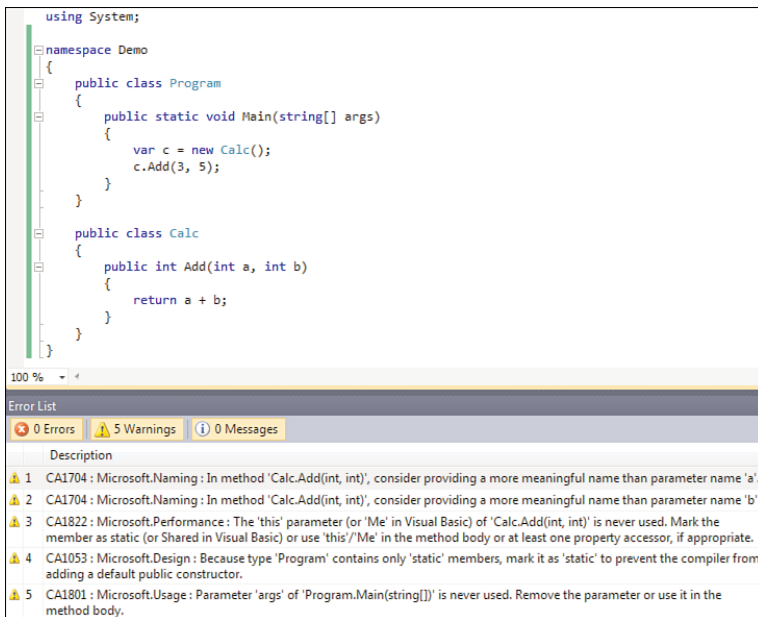 using System;
namespace Demo
{
public class Program
{
public static void Main(string[] args)
{
var c = new Calc();
c.Add(3, 5);
}
}
public class Calc
{
public int Add(int a, int b)
{
return a + b;
}
}
}
100 %
Error List
0 Errors 5 Warnings 0 Messages
Description
1 CA1704 : Microsoft.Naming : In method 'Calc.Add(int, int)', consider providing a more meaningful name than parameter name 'a'.
2 CA1704 : Microsoft.Naming : In method 'Calc.Add(int, int)', consider providing a more meaningful name than parameter name 'b'
3 CA1822 : Microsoft.Performance : The 'this' parameter (or 'Me' in Visual Basic) of 'Calc.Add(int, int)' is never used. Mark the
member as static (or Shared in Visual Basic) or use 'this'/'Me' in the method body or at least one property accessor, if appropriate.
4 CA1053 : Microsoft.Design : Because type 'Program' contains only 'static' members, mark it as 'static' to prevent the compiler from
adding a default public constructor.
5 CA1801 : Microsoft.Usage : Parameter 'args' of 'Program.Main(string[])' is never used. Remove the parameter or use it in the
method body.